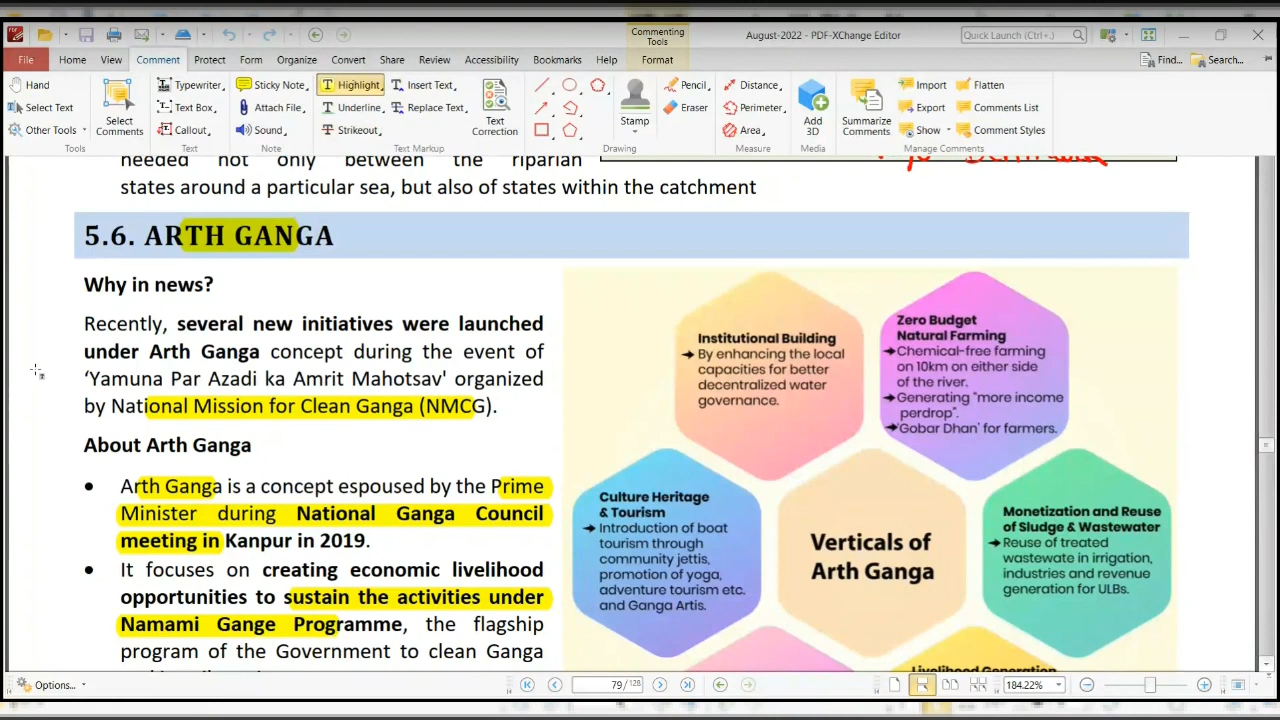 Commenting
Tools
August-2022 - PDF-XChange Editor
Quick Launch (Ctrl+.)
File
Home
View
Comment
Protect
Form
Organize
Convert
Share
Review
Accessibility
Bookmarks
Help
Format
Find...
Search...
Hand
Select Text
Other Tools
Select
Comments
Tools
Typewriter
Text Box
Callout
Text
Sticky Note
Attach File
Sound
Note
Highlight
Underline
Strikeout
Insert Text
Replace Text
Text Markup
Text
Correction
Drawing
Stamp
Pencil
Eraser
Distance
Perimeter
Area
Measure
Add
3D
Media
Summarize
Comments
Import
Export
Show
Flatten
Comments List
Comment Styles
Manage Comments
needed not only between the riparian
states around a particular sea, but also of states within the catchment
5.6. ARTH GANGA
Why in news?
Recently, several new initiatives were launched
under Arth Ganga concept during the event of
‘Yamuna Par Azadi ka Amrit Mahotsav' organized
by National Mission for Clean Ganga (NMCG).
About Arth Ganga
• Arth Ganga is a concept espoused by the Prime
Minister during National Ganga Council
meeting in Kanpur in 2019.
• It focuses on creating economic livelihood
opportunities to sustain the activities under
Namami Gange Programme, the flagship
program of the Government to clean Ganga
Institutional Building
By enhancing the local
capacities for better
decentralized water
governance.
Zero Budget
Natural Farming
Chemical-free farming
on 10km on either side
of the river.
Generating "more income
perdrop".
'Gobar Dhan' for farmers.
Culture Heritage
& Tourism
Introduction of boat
tourism through
community jettis,
promotion of yoga,
adventure tourism etc.
and Ganga Artis.
Verticals of
Arth Ganga
Monetization and Reuse
of Sludge & Wastewater
Reuse of treated
wastewate in irrigation,
industries and revenue
generation for ULBs.
Livelihood Generation
Options...
79 / 128
184.22%